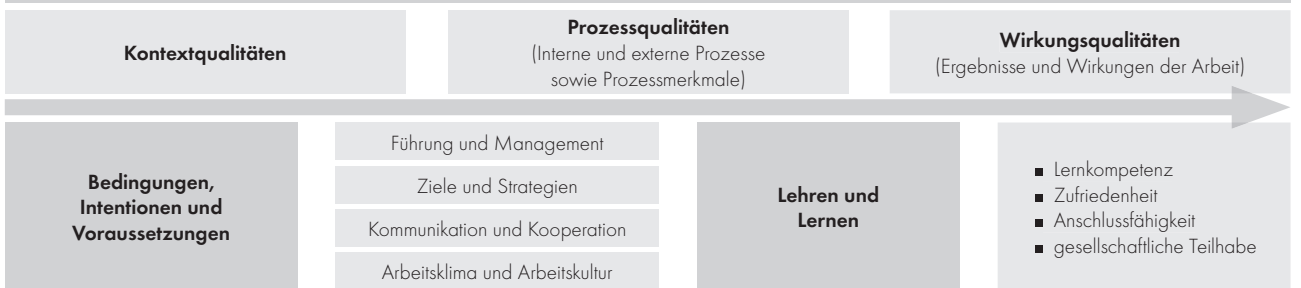 Kontextqualitäten
Prozessqualitäten
(Interne und externe Prozesse
sowie Prozessmerkmale)
Wirkungsqualitäten
(Ergebnisse und Wirkungen der Arbeit)
Bedingungen,
Intentionen und
Voraussetzungen
Führung und Management
Ziele und Strategien
Kommunikation und Kooperation
Arbeitsklima und Arbeitskultur
Lehren und
Lernen
Lernkompetenz
Zufriedenheit
Anschlussfähigkeit
gesellschaftliche Teilhabe